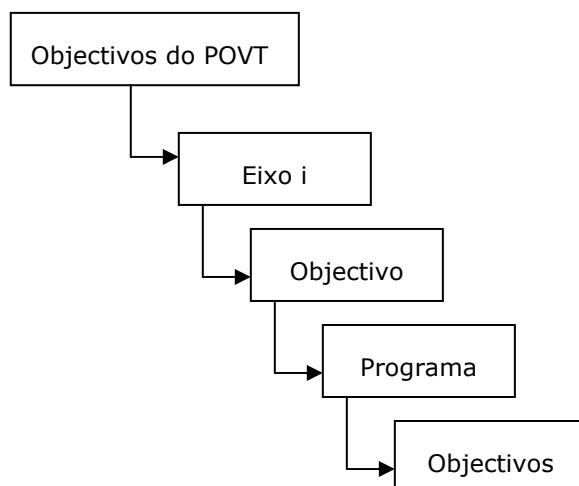 Objectivos do POVT
Eixo i
Objectivo
Programa
Objectivos